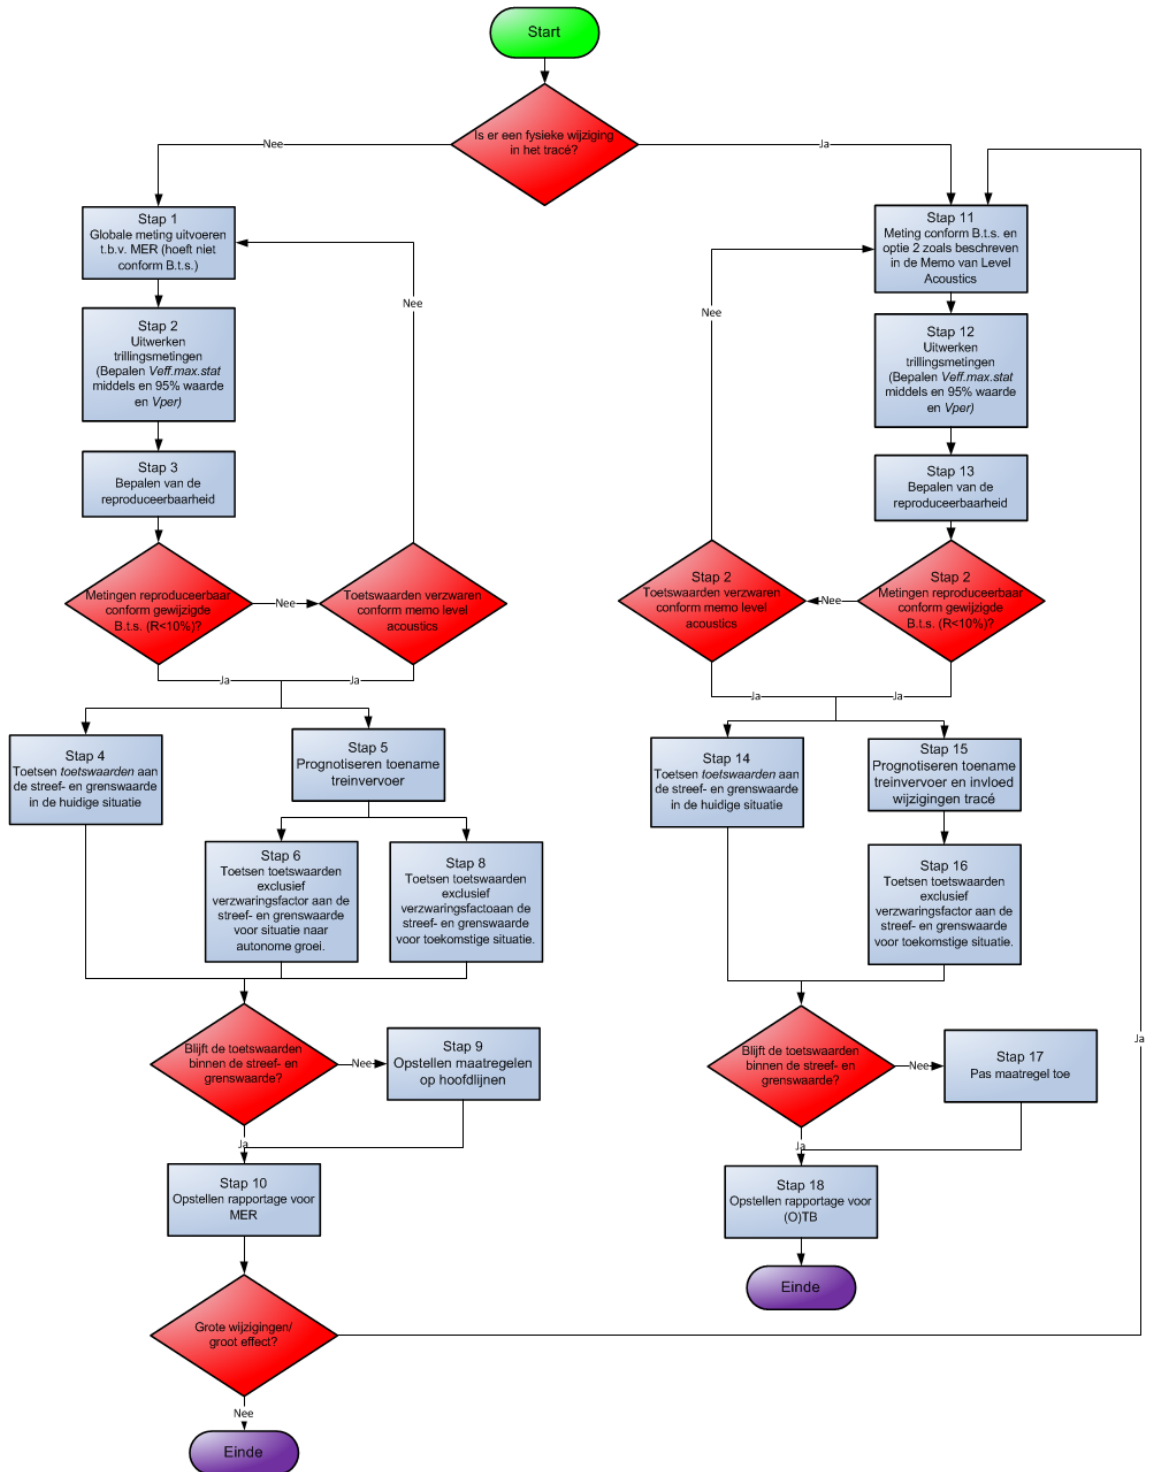 Start
Is er een fysieke wijziging
in het tracé?
Nee
Ja
Stap 1
Globale meting uitvoeren
t.b.v. MER (hoeft niet
conform B.t.s.)
Stap 2
Uitwerken
trillingsmetingen
(Bepalen Veff.max.stat
middels en 95% waarde
en Vper)
Stap 3
Bepalen van de
reproduceerbaarheid
Metingen reproduceerbaar
conform gewijzigde
B.t.s. (R<10%)?
Nee
Toetswaarden verzwaren
conform memo level
acoustics
Nee
Ja
Ja
Stap 4
Toetsen toetswaarden aan
de streef- en grenswaarde
in de huidige situatie
Stap 5
Prognotiseren toename
treinvervoer
Stap 6
Toetsen toetswaarden
exclusief
verzwaringsfactor aan de
streef- en grenswaarde
voor situatie naar
autonome groei.
Stap 8
Toetsen toetswaarden
exclusief
verzwaringsfactoaan de
streef- en grenswaarde
voor toekomstige situatie.
Blijft de toetswaarden
binnen de streef- en
grenswaarde?
Nee
Stap 9
Opstellen maatregelen
op hoofdlijnen
Ja
Stap 10
Opstellen rapportage voor
MER
Grote wijzigingen/
groot effect?
Nee
Einde
Ja
Stap 11
Meting conform B.t.s. en
optie 2 zoals beschreven
in de Memo van Level
Acoustics
Stap 12
Uitwerken
trillingsmetingen
(Bepalen Veff.max.stat
middels en 95% waarde
en Vper)
Stap 13
Bepalen van de
reproduceerbaarheid
Stap 2
Metingen reproduceerbaar
conform gewijzigde
B.t.s. (R<10%)?
Nee
Stap 2
Toetswaarden verzwaren
conform memo level
acoustics
Nee
Ja
Ja
Stap 14
Toetsen toetswaarden aan
de streef- en grenswaarde
in de huidige situatie
Stap 15
Prognotiseren toename
treinvervoer en invloed
wijzigingen tracé
Stap 16
Toetsen toetswaarden
exclusief
verzwaringsfactor aan de
streef- en grenswaarde
voor toekomstige situatie.
Blijft de toetswaarden
binnen de streef- en
grenswaarde?
Nee
Stap 17
Pas maatregel toe
Ja
Stap 18
Opstellen rapportage voor
(O)TB
Einde